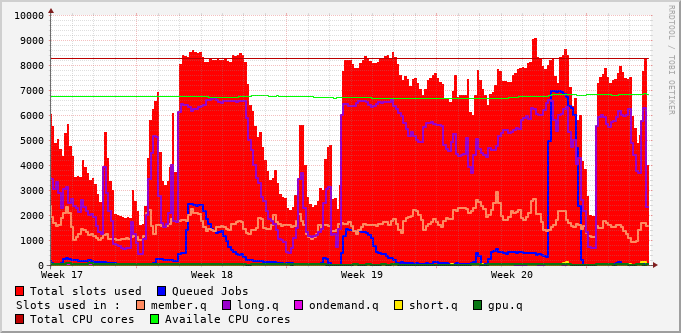 RRDTOOL / TOBI OETIKER
10000
9000
8000
7000
6000
5000
4000
3000
2000
1000
0
Week 17 Week 18 Week 19 Week 20
Total slots used Queued Jobs
Slots used in : member.q long.q ondemand.q short.q gpu.q
Total CPU cores Availale CPU cores